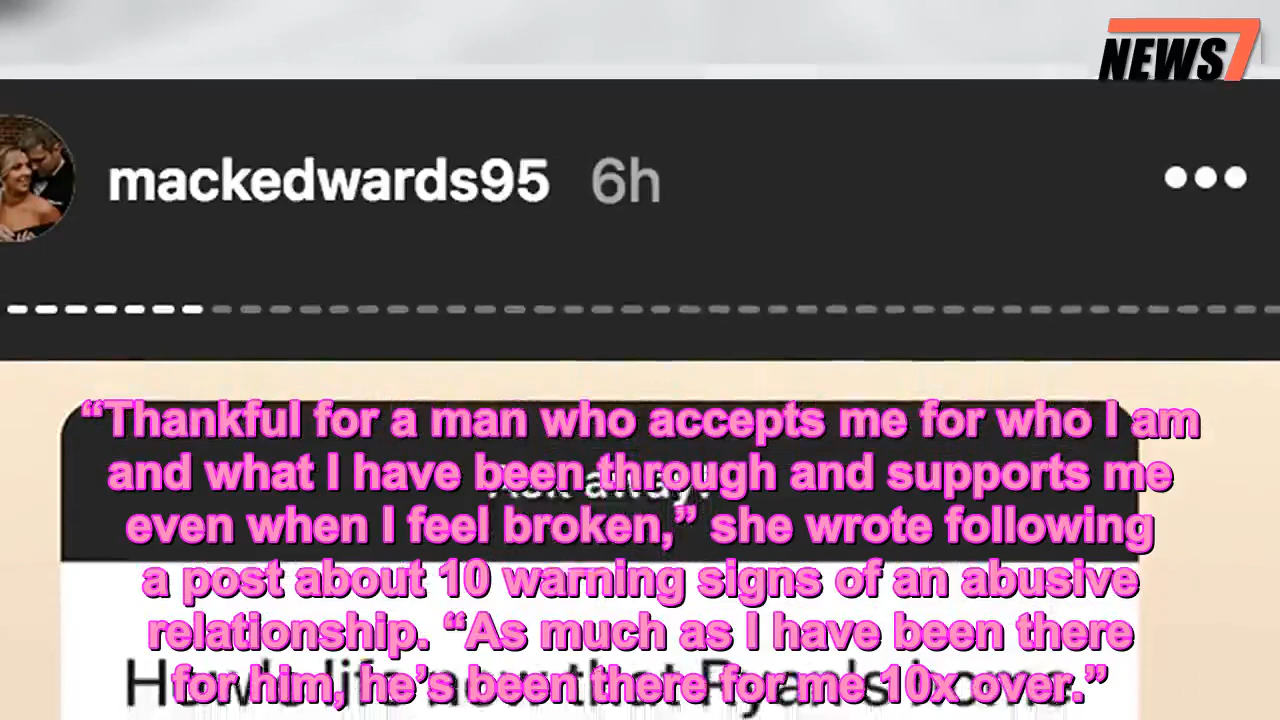 NEWS7
mackedwards95 6h
“Thankful for a man who accepts me for who I am
and what I have been through and supports me
even when I feel broken,” she wrote following
a post about 10 warning signs of an abusive
relationship. “As much as I have been there
for him, he’s been there for me 10x over.”